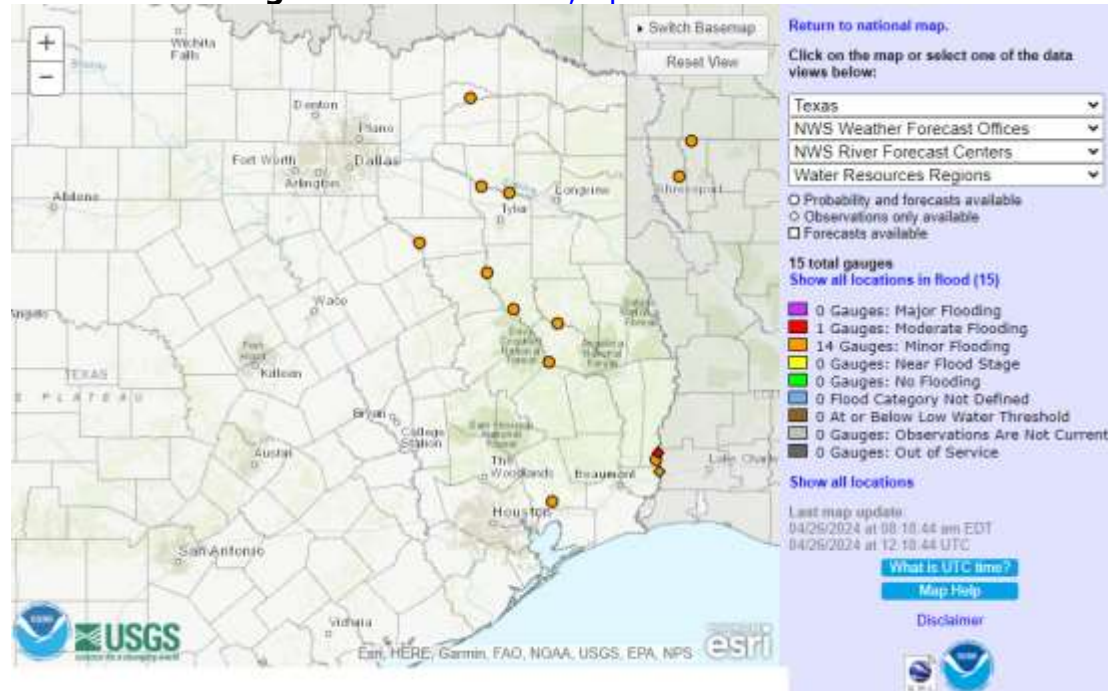 Switch Basemap
Reset View
+
−
Wichita
Falls
Denton
Plano
Fort Worth
Dallas
Arlington
Abilene
Tyler
Longview
Shreveport
Waco
Angelo
Fort
Killeen
TEXAS
PLATEAU
Bryan
College
Station
Austin
The
Woodlands
Beaumont
Lake Charles
Houston
San Antonio
Victoria
USGS
science for a changing world
Esri, HERE, Garmin, FAO, NOAA, USGS, EPA, NPS
esri
Return to national map.
Click on the map or select one of the data
views below:
Texas
NWS Weather Forecast Offices
NWS River Forecast Centers
Water Resources Regions
Probability and forecasts available
Observations only available
Forecasts available
15 total gauges
Show all locations in flood (15)
0 Gauges: Major Flooding
1 Gauges: Moderate Flooding
14 Gauges: Minor Flooding
0 Gauges: Near Flood Stage
0 Gauges: No Flooding
0 Flood Category Not Defined
0 At or Below Low Water Threshold
0 Gauges: Observations Are Not Current
0 Gauges: Out of Service
Show all locations
Last map update:
04/26/2024 at 08:18:44 am EDT
04/26/2024 at 12:18:44 UTC
What is UTC time?
Map Help
Disclaimer